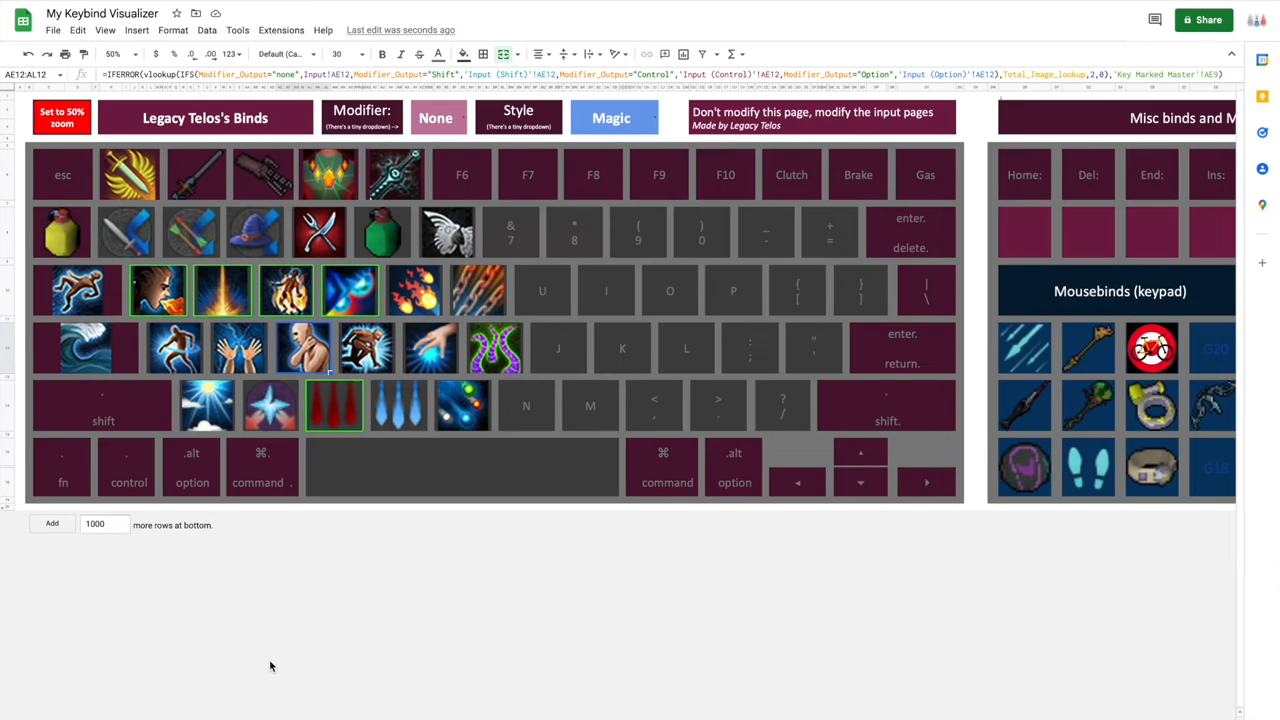 My Keybind Visualizer
File Edit View Insert Format Data Tools Extensions Help Last edit was seconds ago
Share
50% $ % .0 .00 123 Default (Ca... 30 B I S A
AE12:AL12 =IFERROR(vlookup(IFS(Modifier_Output="none",Input!AE12,Modifier_Output="Shift",'Input (Shift)'!AE12,Modifier_Output="Control",'Input (Control)'!AE12,Modifier_Output="Option",'Input (Option)'!AE12),Total_Image_lookup,2,0),'Key Marked Master'!AE9)
Set to 50% zoom
Legacy Telos's Binds
Modifier:
(There's a tiny dropdown) -->
None
Style
(There's a tiny dropdown)
Magic
Don't modify this page, modify the input pages
Made by Legacy Telos
Misc binds and M
esc F6 F7 F8 F9 F10 Clutch Brake Gas
Home: Del: End: Ins:
& 7 * 8 ( 9 ) 0 _ - + = enter. delete.
U I O P { [ } ] | \
Mousebinds (keypad)
J K L : ; " ' enter. return.
G20
shift N M < , > . ? / shift.
. fn . control .alt option ⌘. command . ⌘ command .alt option ◄ ▲ ▼ ►
G18
Add 1000 more rows at bottom.